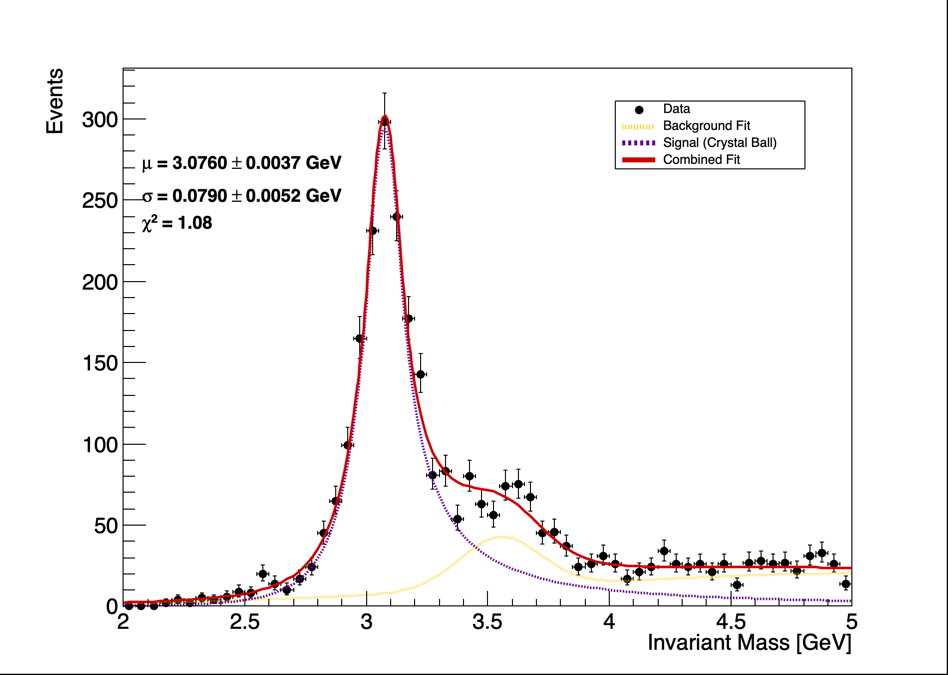 Events
300
250
200
150
100
50
0
μ = 3.0760 ± 0.0037 GeV
σ = 0.0790 ± 0.0052 GeV
χ² = 1.08
Data
Background Fit
Signal (Crystal Ball)
Combined Fit
2 2.5 3 3.5 4 4.5 5
Invariant Mass [GeV]